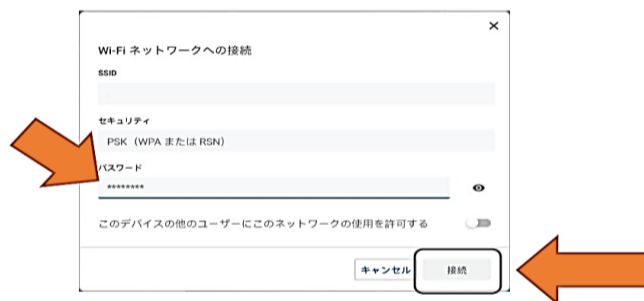 Wi-Fi ネットワークへの接続
SSID
セキュリティ
PSK（WPA または RSN）
パスワード
********
このデバイスの他のユーザーにこのネットワークの使用を許可する
キャンセル
接続